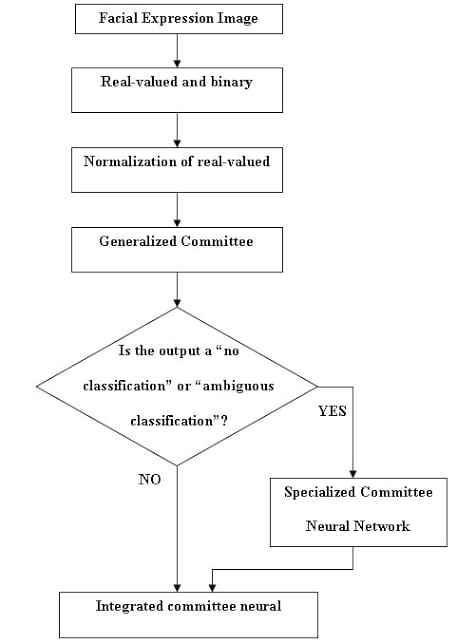 Facial Expression Image
Real-valued and binary
Normalization of real-valued
Generalized Committee
Is the output a “no
classification” or “ambiguous
classification”?
YES
NO
Specialized Committee
Neural Network
Integrated committee neural